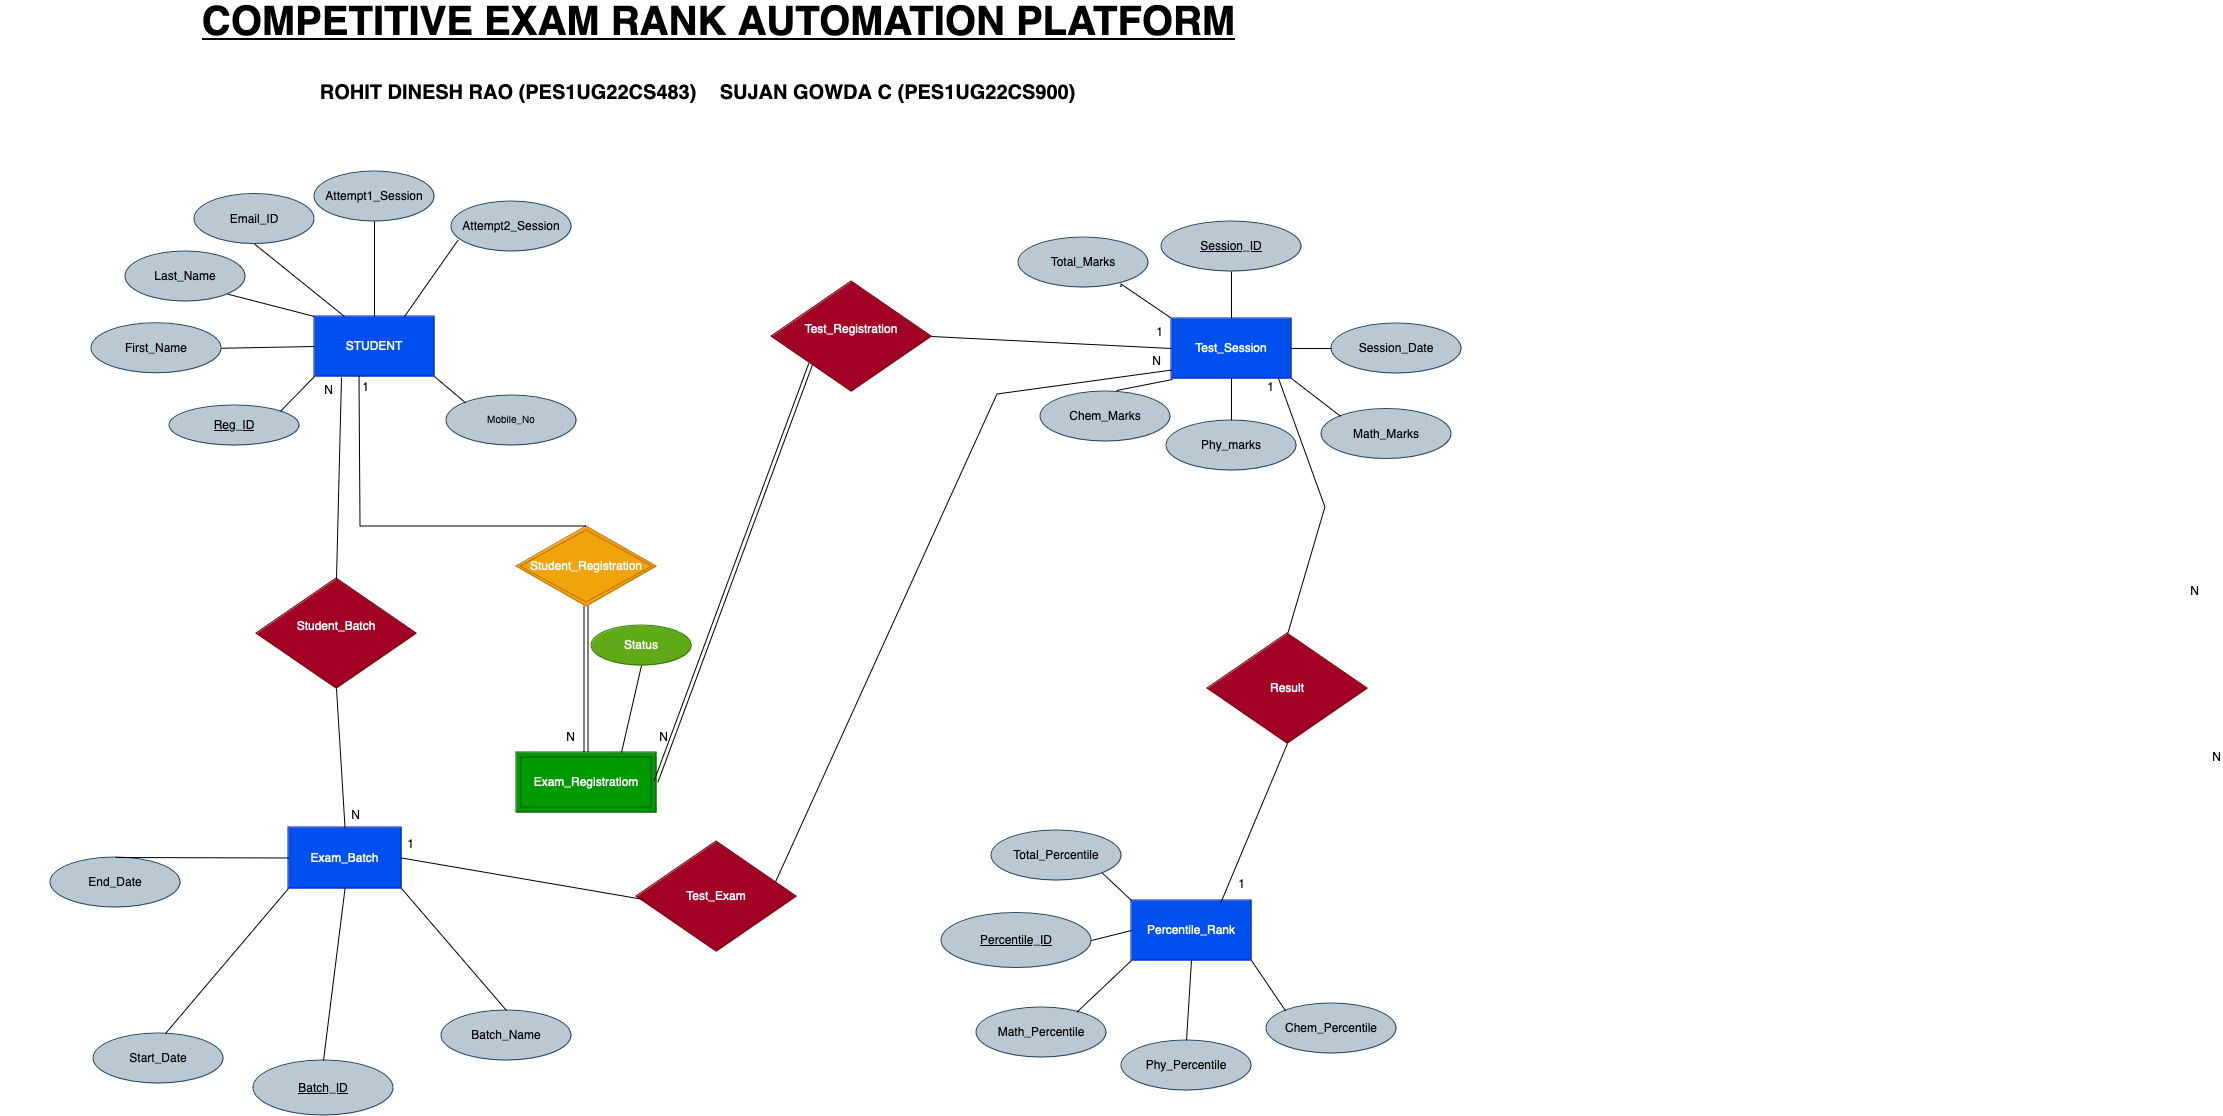 COMPETITIVE EXAM RANK AUTOMATION PLATFORM
ROHIT DINESH RAO (PES1UG22CS483) SUJAN GOWDA C (PES1UG22CS900)
Attempt1_Session
Email_ID
Attempt2_Session
Last_Name
First_Name
STUDENT
Reg_ID
Mobile_No
N
1
Session_ID
Total_Marks
Test_Registration
1
Test_Session
Session_Date
N
1
Chem_Marks
Phy_marks
Math_Marks
Student_Registration
Student_Batch
Status
N
N
Exam_Registratiom
N
Result
N
N
Exam_Batch
1
End_Date
Test_Exam
Start_Date
Batch_ID
Batch_Name
Total_Percentile
1
Percentile_Rank
Percentile_ID
Math_Percentile
Phy_Percentile
Chem_Percentile